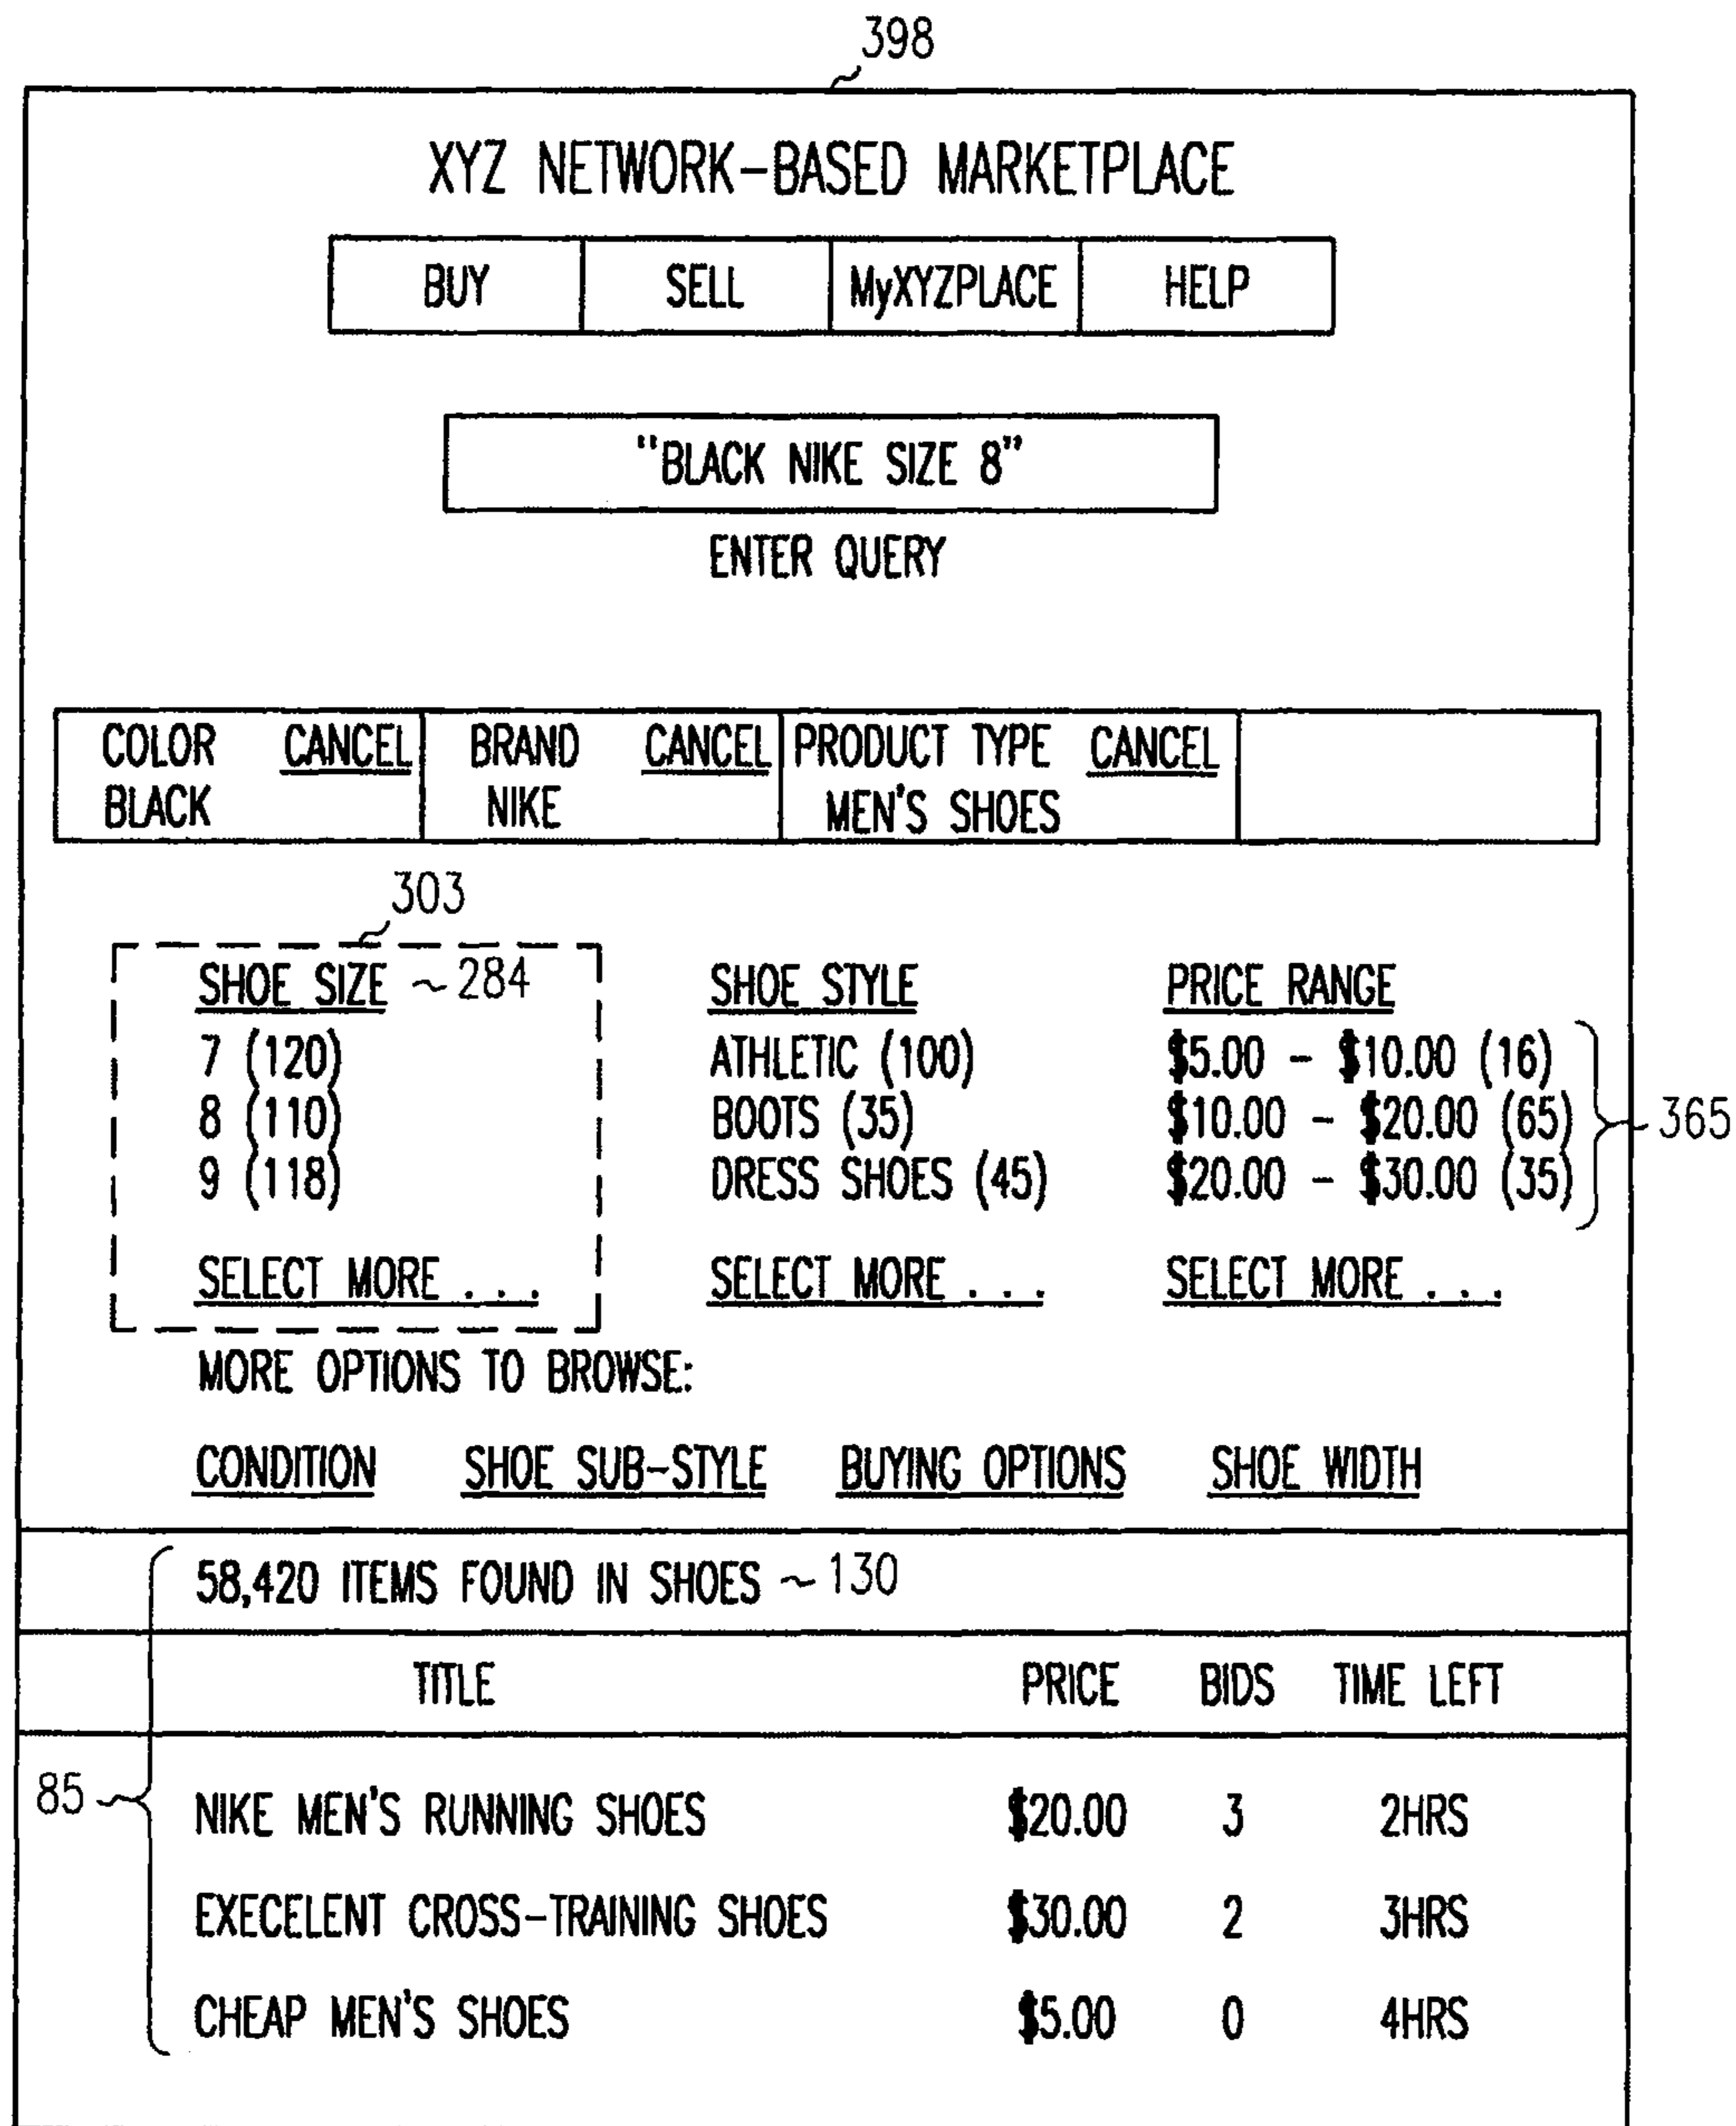 398
XYZ NETWORK-BASED MARKETPLACE
BUY SELL MyXYZPLACE HELP
"BLACK NIKE SIZE 8"
ENTER QUERY
COLOR CANCEL BRAND CANCEL PRODUCT TYPE CANCEL
BLACK NIKE MEN'S SHOES
303
SHOE SIZE ~284 SHOE STYLE PRICE RANGE
7 (120) ATHLETIC (100) $5.00 - $10.00 (16)
8 (110) BOOTS (35) $10.00 - $20.00 (65) 365
9 (118) DRESS SHOES (45) $20.00 - $30.00 (35)
SELECT MORE . . . SELECT MORE . . . SELECT MORE . . .
MORE OPTIONS TO BROWSE:
CONDITION SHOE SUB-STYLE BUYING OPTIONS SHOE WIDTH
58,420 ITEMS FOUND IN SHOES ~130
TITLE PRICE BIDS TIME LEFT
85 NIKE MEN'S RUNNING SHOES $20.00 3 2HRS
EXECELENT CROSS-TRAINING SHOES $30.00 2 3HRS
CHEAP MEN'S SHOES $5.00 0 4HRS